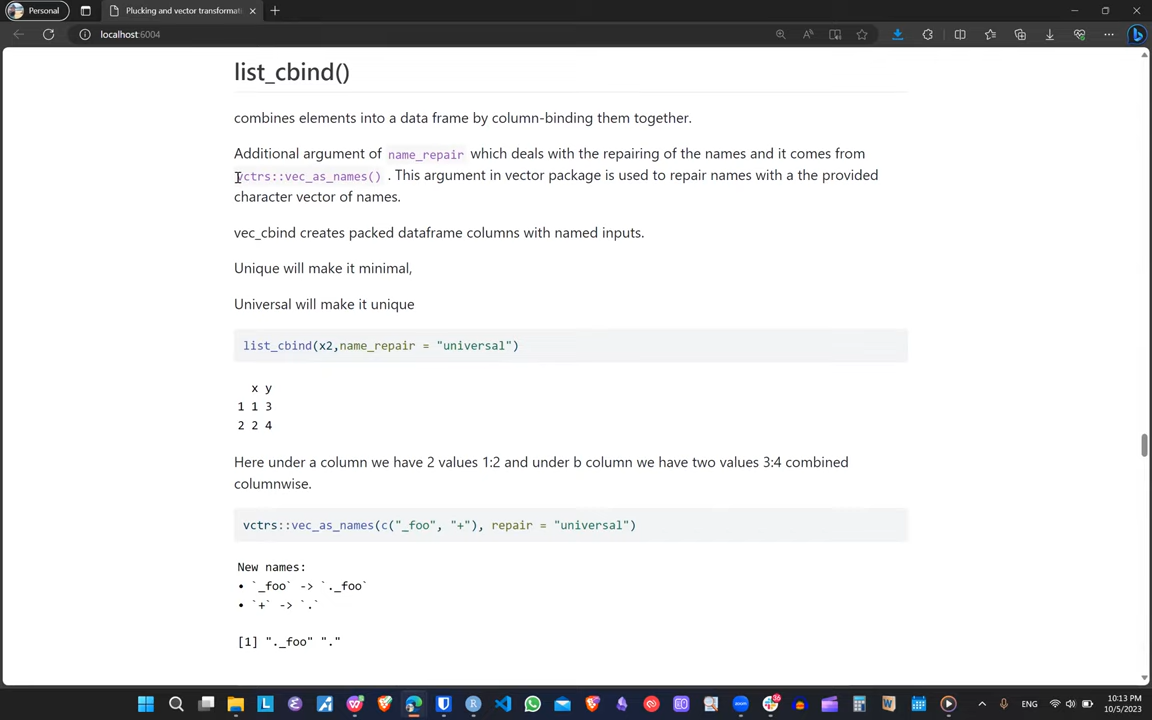 Personal
Plucking and vector transformati
localhost:6004
list_cbind()
combines elements into a data frame by column-binding them together.
Additional argument of name_repair which deals with the repairing of the names and it comes from
vctrs::vec_as_names() . This argument in vector package is used to repair names with a the provided
character vector of names.
vec_cbind creates packed dataframe columns with named inputs.
Unique will make it minimal,
Universal will make it unique
list_cbind(x2,name_repair = "universal")
x y
1 1 3
2 2 4
Here under a column we have 2 values 1:2 and under b column we have two values 3:4 combined
columnwise.
vctrs::vec_as_names(c("_foo", "+"), repair = "universal")
New names:
• `_foo` -> `._foo`
• `+` -> `.`
[1] "._foo" "."
ENG
10:13 PM
10/5/2023